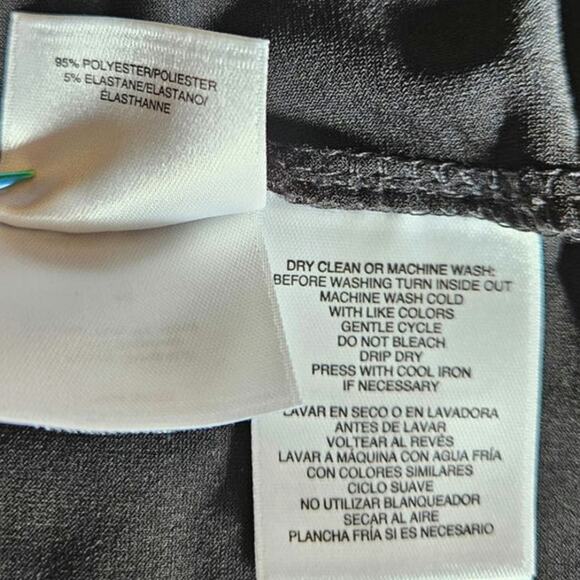 95% POLYESTER/POLIESTER
5% ELASTANE/ELASTANO/
ÉLASTHANNE
DRY CLEAN OR MACHINE WASH:
BEFORE WASHING TURN INSIDE OUT
MACHINE WASH COLD
WITH LIKE COLORS
GENTLE CYCLE
DO NOT BLEACH
DRIP DRY
PRESS WITH COOL IRON
IF NECESSARY
LAVAR EN SECO O EN LAVADORA
ANTES DE LAVAR
VOLTEAR AL REVÉS
LAVAR A MÁQUINA CON AGUA FRÍA
CON COLORES SIMILARES
CICLO SUAVE
NO UTILIZAR BLANQUEADOR
SECAR AL AIRE
PLANCHA FRÍA SI ES NECESARIO